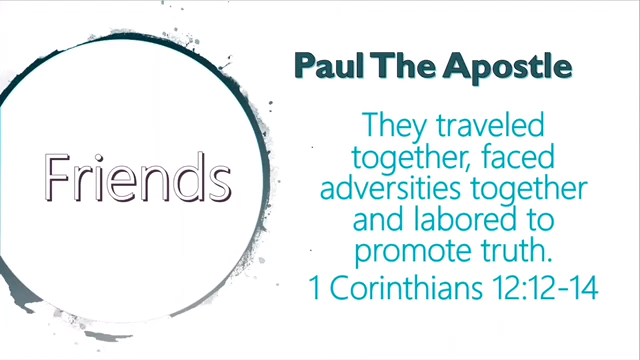 Friends
Paul The Apostle
They traveled
together, faced
adversities together
and labored to
promote truth.
1 Corinthians 12:12-14